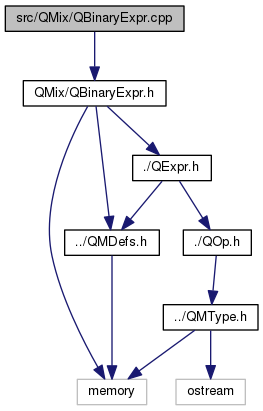 src/QMix/QBinaryExpr.cpp
QMix/QBinaryExpr.h
./QExpr.h
../QMDefs.h
./QOp.h
../QMType.h
memory
ostream